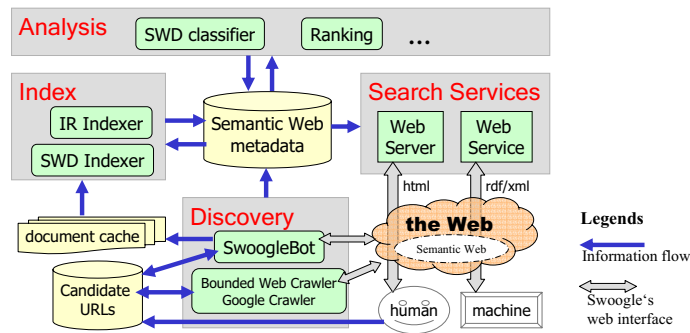 Analysis
SWD classifier
Ranking
...
Index
IR Indexer
SWD Indexer
Semantic Web
metadata
Search Services
Web
Server
Web
Service
html
rdf/xml
document cache
Discovery
SwoogleBot
Bounded Web Crawler
Google Crawler
Candidate
URLs
the Web
Semantic Web
human
machine
Legends
Information flow
Swoogle's
web interface